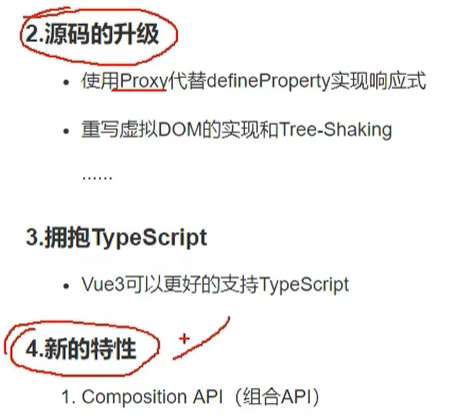 2.源码的升级
使用Proxy代替defineProperty实现响应式
重写虚拟DOM的实现和Tree-Shaking
......
3.拥抱TypeScript
Vue3可以更好的支持TypeScript
4.新的特性 +
1. Composition API（组合API）